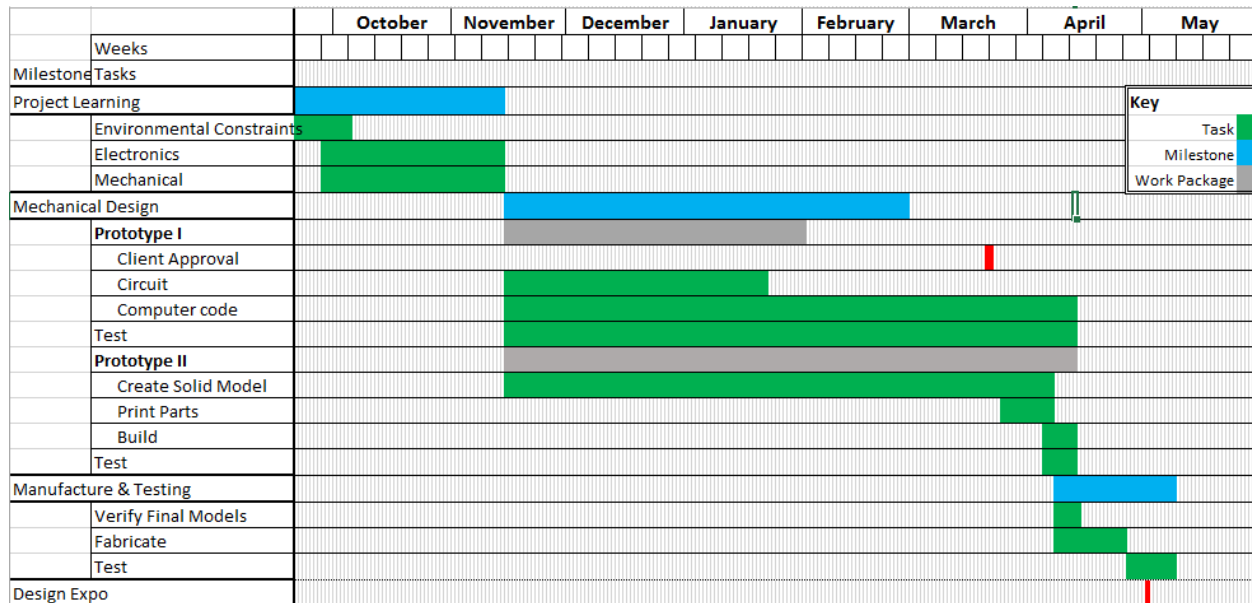 October November December January February March April May
Weeks
Milestone Tasks
Project Learning
Key
Environmental Constraints
Task
Electronics
Milestone
Mechanical
Work Package
Mechanical Design
Prototype I
Client Approval
Circuit
Computer code
Test
Prototype II
Create Solid Model
Print Parts
Build
Test
Manufacture & Testing
Verify Final Models
Fabricate
Test
Design Expo